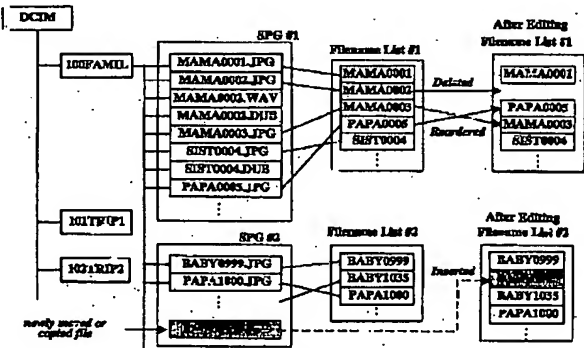 DCIM
100FAMIL
101TRIP1
102TRIP2
newly moved or
copied file
SPG #1
MAMA0001.JPG
MAMA0002.JPG
MAMA0002.WAV
MAMA0002.DUB
MAMA0003.JPG
SIST0004.JPG
SIST0004.DUB
PAPA0005.JPG
Filename List #1
MAMA0001
MAMA0002
MAMA0003
PAPA0005
SIST0004
Deleted
Reordered
After Editing
Filename List #1
MAMA0001
PAPA0005
MAMA0003
SIST0004
SPG #2
BABY0999.JPG
PAPA1000.JPG
Filename List #2
BABY0999
BABY1035
PAPA1000
Inserted
After Editing
Filename List #2
BABY0999
BABY1035
PAPA1000